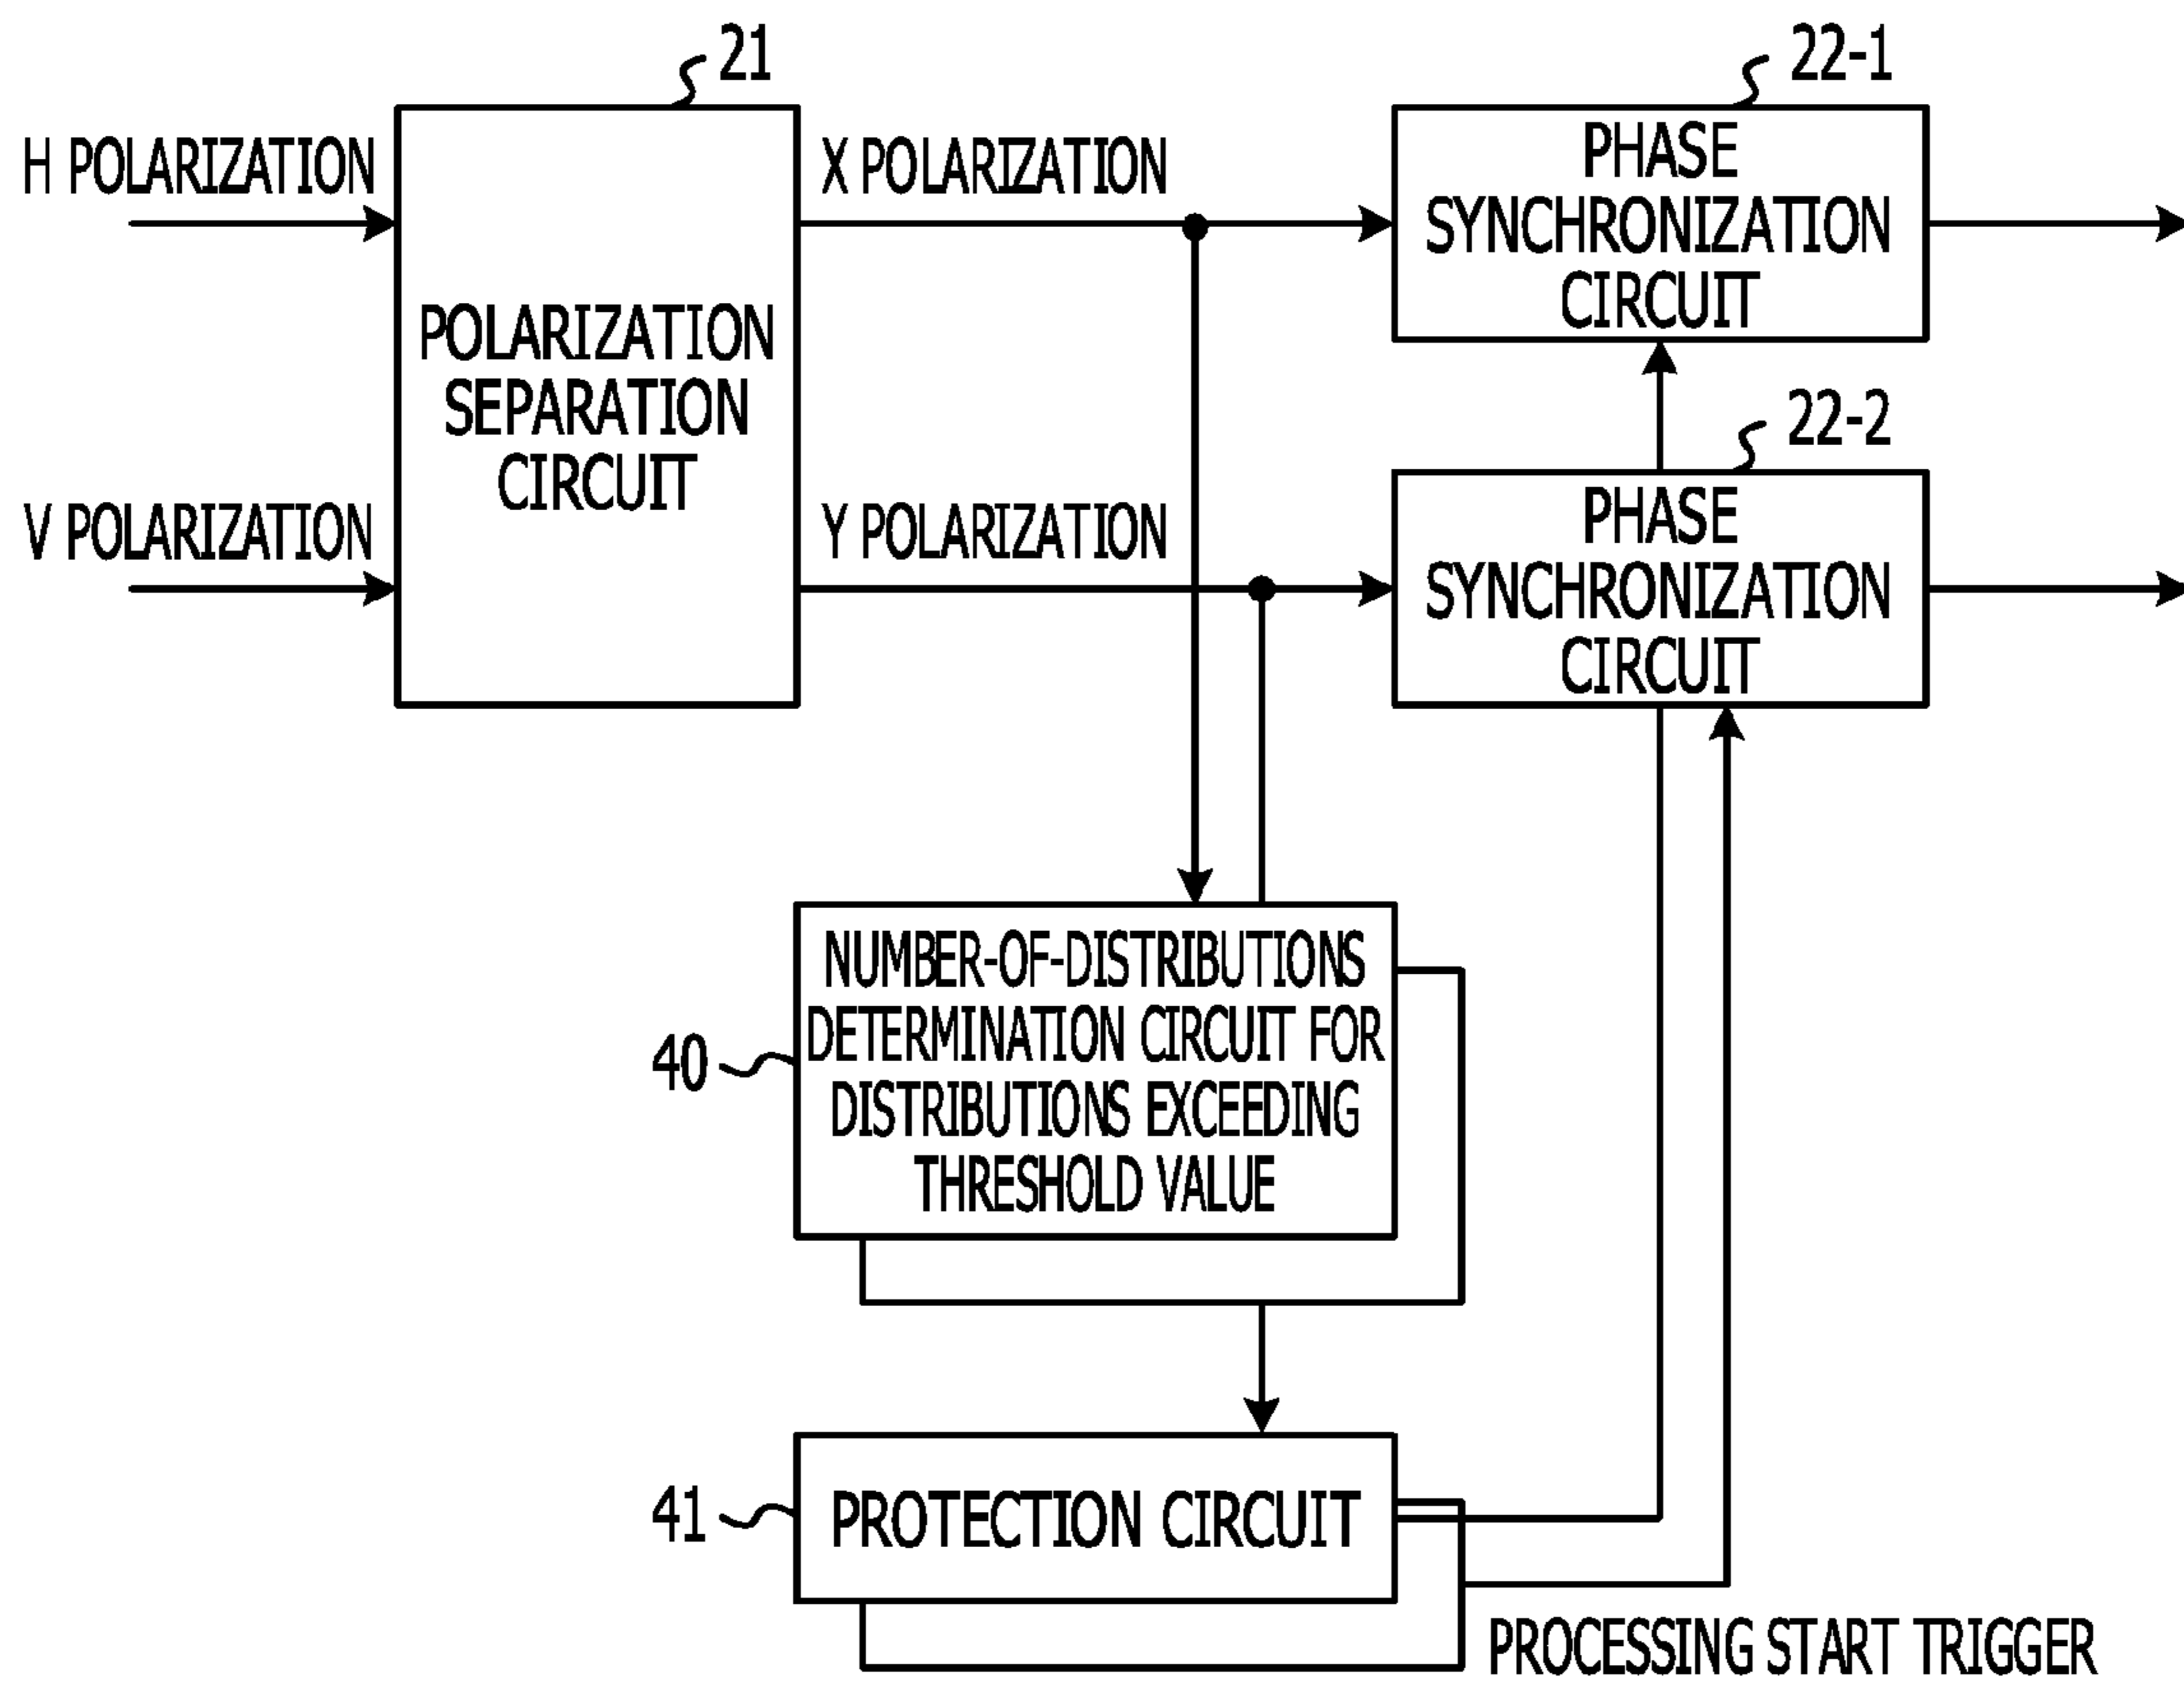 21
22-1
H POLARIZATION
X POLARIZATION
PHASE
SYNCHRONIZATION
CIRCUIT
POLARIZATION
SEPARATION
CIRCUIT
22-2
V POLARIZATION
Y POLARIZATION
PHASE
SYNCHRONIZATION
CIRCUIT
40
NUMBER-OF-DISTRIBUTIONS
DETERMINATION CIRCUIT FOR
DISTRIBUTIONS EXCEEDING
THRESHOLD VALUE
41
PROTECTION CIRCUIT
PROCESSING START TRIGGER